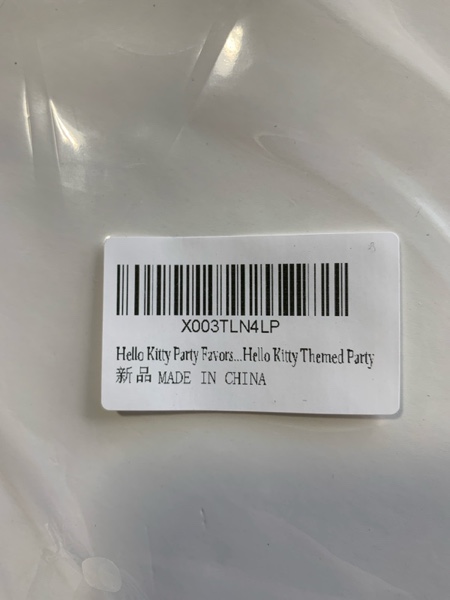 X003TLN4LP
Hello Kitty Party Favors...Hello Kitty Themed Party
新品 MADE IN CHINA